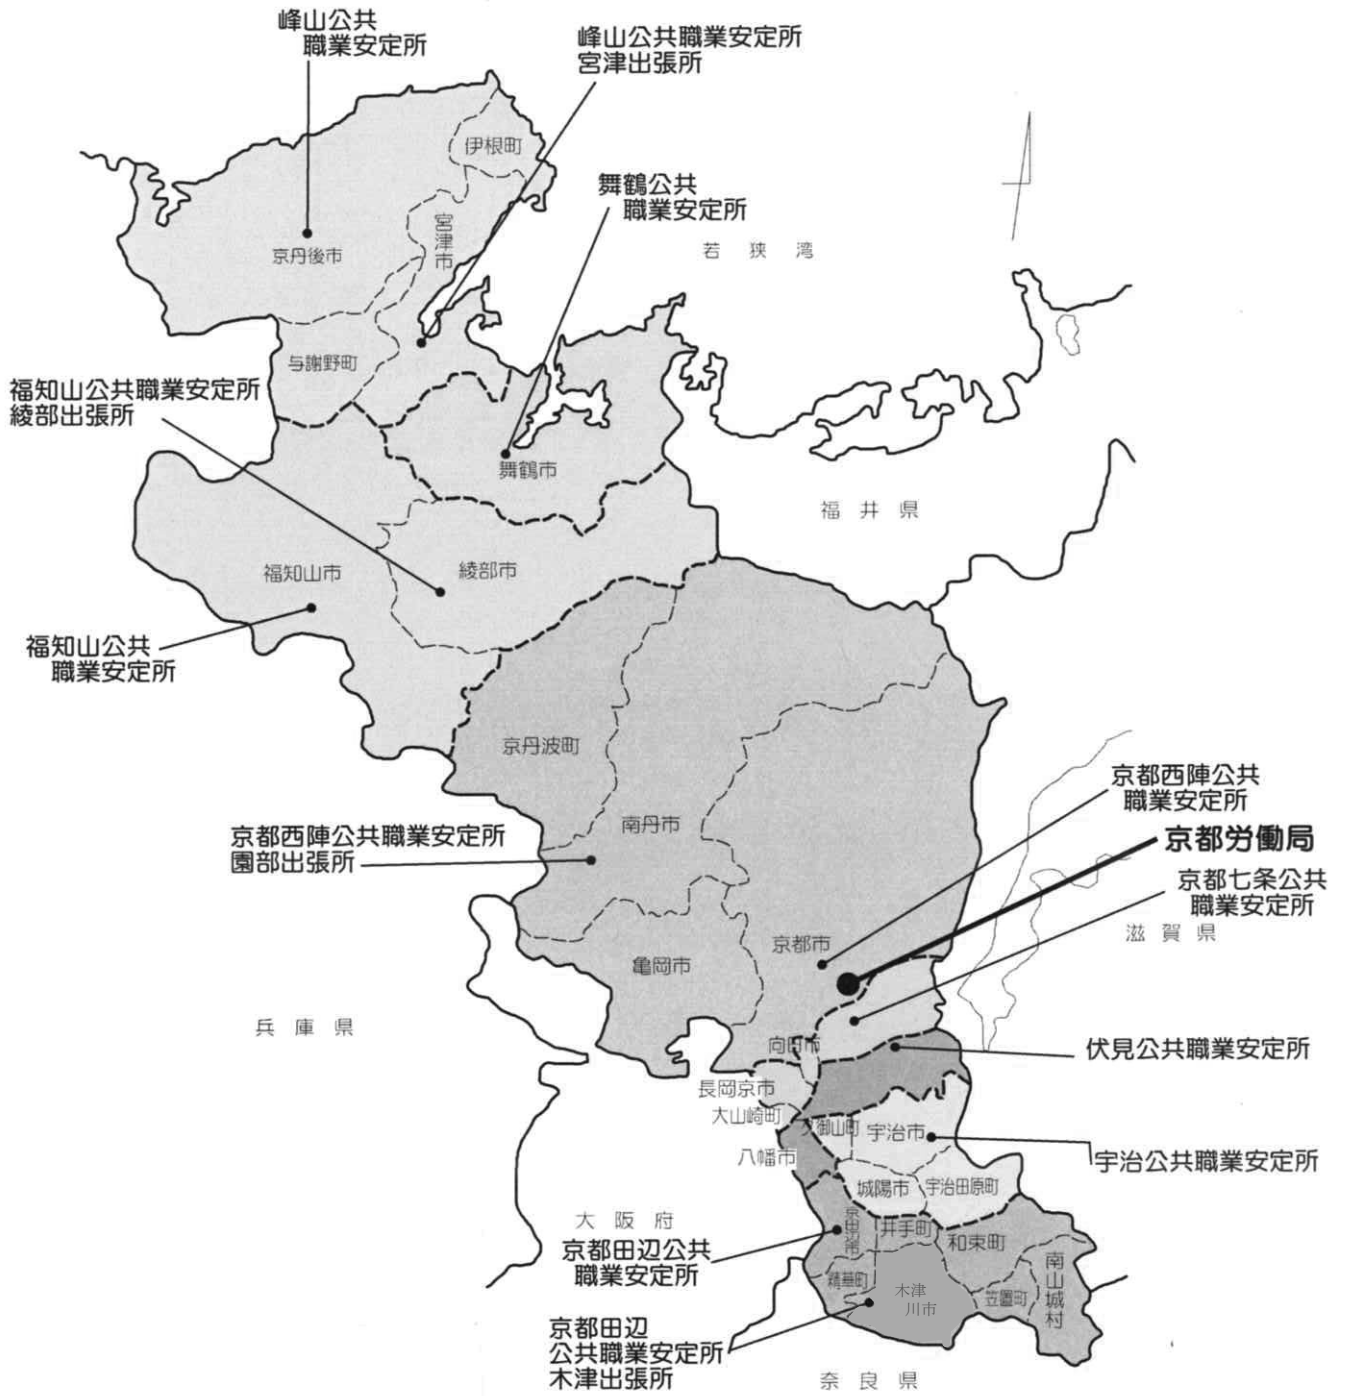 峰山公共
職業安定所
峰山公共職業安定所
宮津出張所
伊根町
舞鶴公共
職業安定所
宮津市
京丹後市
若狭湾
与謝野町
福知山公共職業安定所
綾部出張所
舞鶴市
福井県
福知山市
綾部市
福知山公共
職業安定所
京丹波町
京都西陣公共
職業安定所
南丹市
京都労働局
京都西陣公共職業安定所
園部出張所
京都七条公共
職業安定所
京都市
滋賀県
亀岡市
兵庫県
向日市
伏見公共職業安定所
長岡京市
大山崎町
久御山町
宇治市
八幡市
宇治公共職業安定所
城陽市
宇治田原町
大阪府
京田辺市
井手町
和束町
京都田辺公共
職業安定所
南山城村
精華町
木津
川市
笠置町
京都田辺
公共職業安定所
木津出張所
奈良県